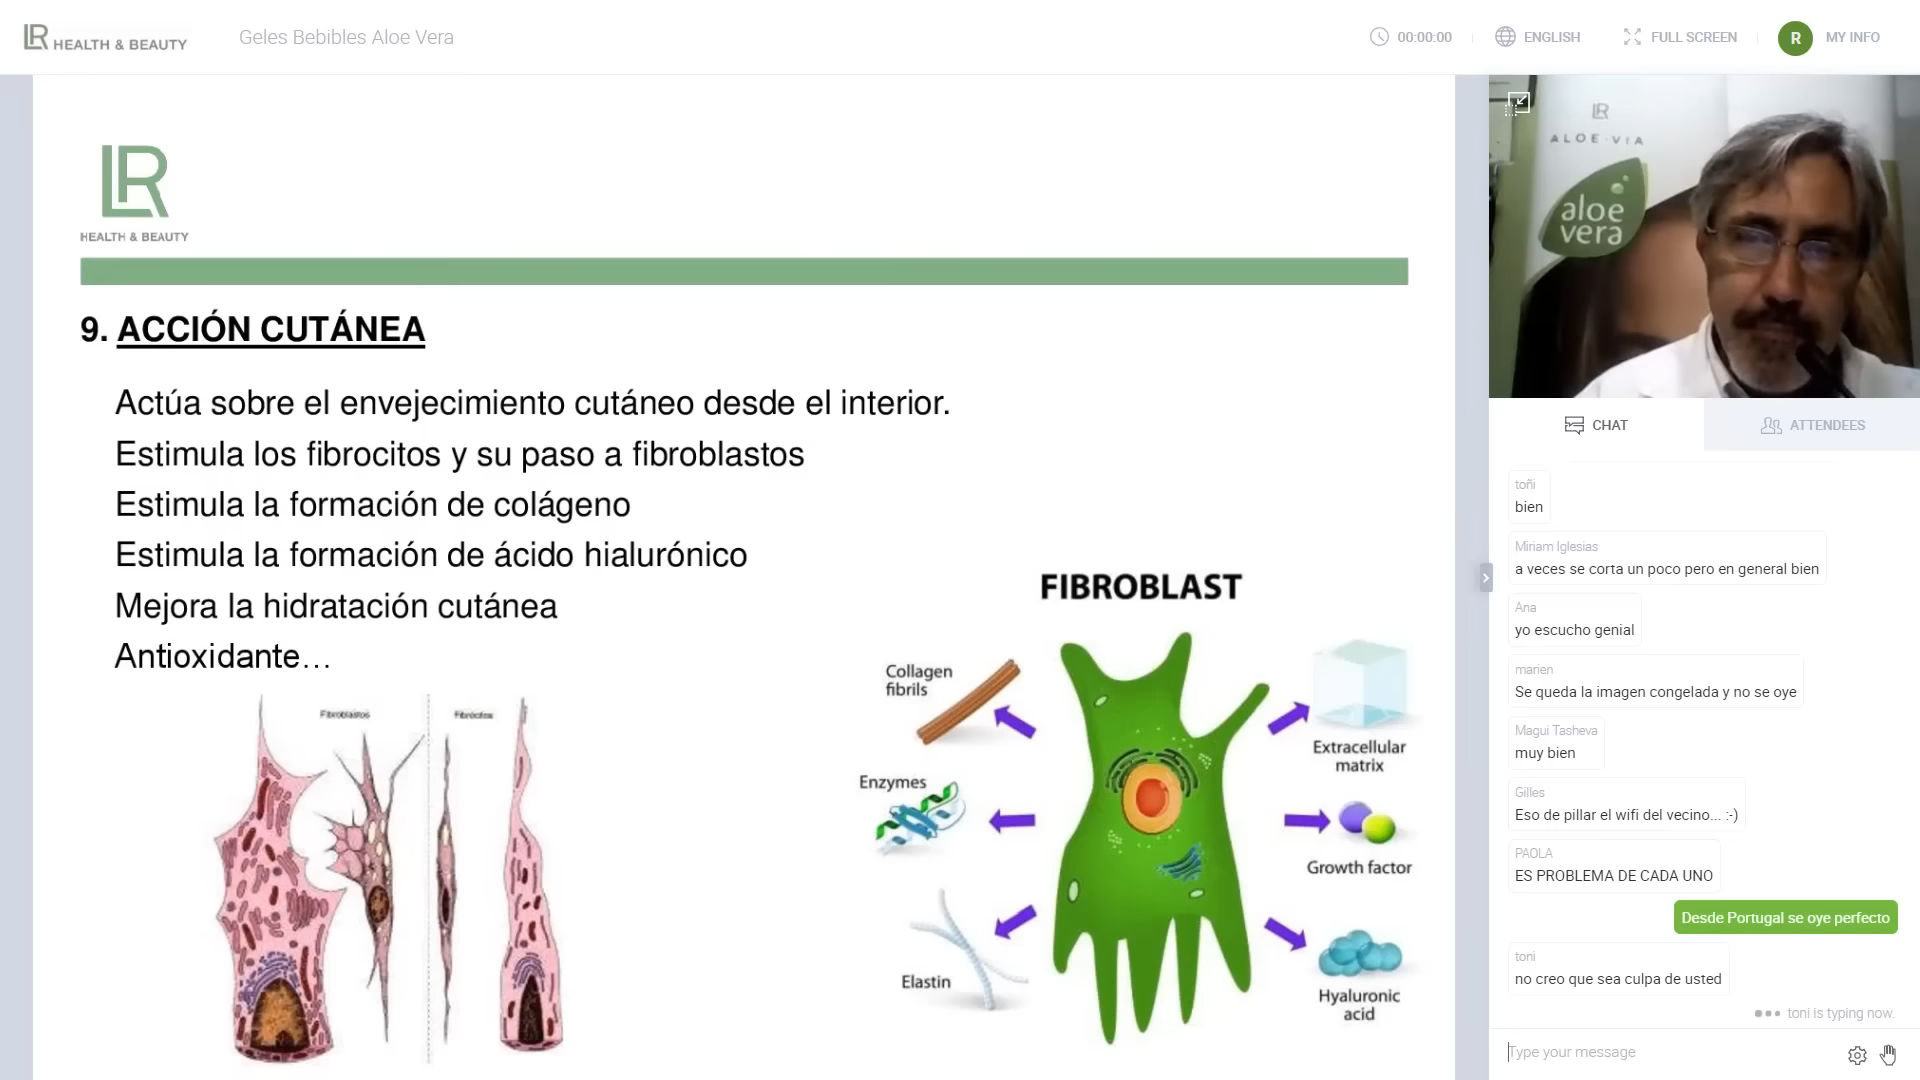 LR HEALTH & BEAUTY
Geles Bebibles Aloe Vera
00:00:00
ENGLISH
FULL SCREEN
R
MY INFO
LR
HEALTH & BEAUTY
9. ACCIÓN CUTÁNEA
Actúa sobre el envejecimiento cutáneo desde el interior.
Estimula los fibrocitos y su paso a fibroblastos
Estimula la formación de colágeno
Estimula la formación de ácido hialurónico
Mejora la hidratación cutánea
Antioxidante...
Fibroblastos
Fibrocitos
FIBROBLAST
Collagen
fibrils
Enzymes
Elastin
Extracellular
matrix
Growth factor
Hyaluronic
acid
LR
ALOE·VIA
aloe
vera
CHAT
ATTENDEES
toñi
bien
Miriam Iglesias
a veces se corta un poco pero en general bien
Ana
yo escucho genial
marien
Se queda la imagen congelada y no se oye
Magui Tasheva
muy bien
Gilles
Eso de pillar el wifi del vecino... :-)
PAOLA
ES PROBLEMA DE CADA UNO
Desde Portugal se oye perfecto
toni
no creo que sea culpa de usted
toni is typing now.
Type your message